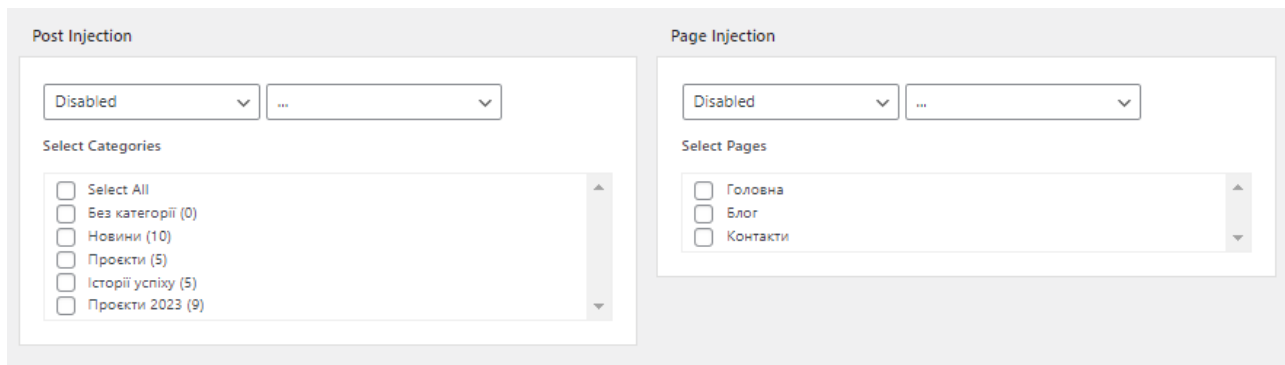 Post Injection
Disabled
...
Select Categories
Select All
Без категорії (0)
Новини (10)
Проєкти (5)
Історії успіху (5)
Проєкти 2023 (9)
Page Injection
Disabled
...
Select Pages
Головна
Блог
Контакти